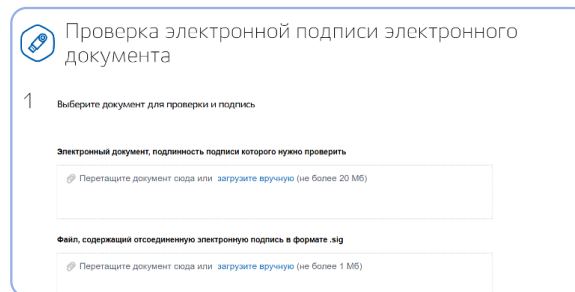 Проверка электронной подписи электронного
документа
1
Выберите документ для проверки и подпись
Электронный документ, подлинность подписи которого нужно проверить
Перетащите документ сюда или загрузите вручную (не более 20 Мб)
Файл, содержащий отсоединенную электронную подпись в формате .sig
Перетащите документ сюда или загрузите вручную (не более 1 Мб)